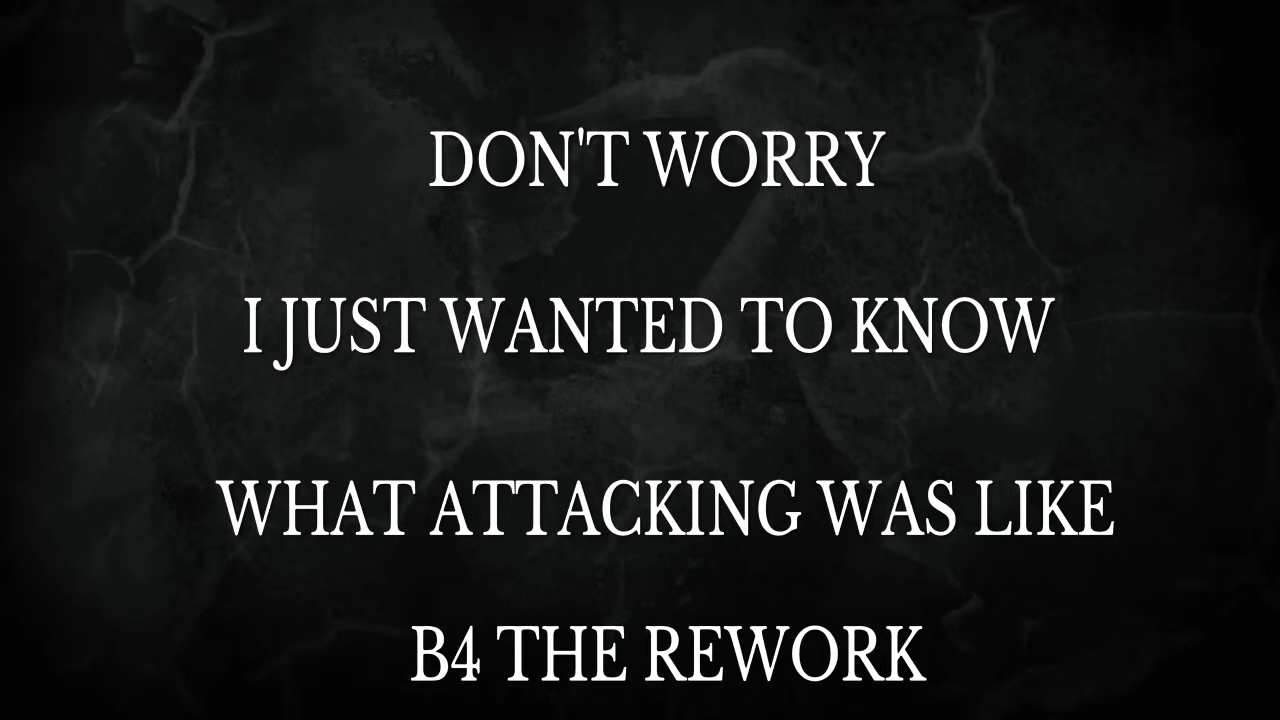 DON'T WORRY
I JUST WANTED TO KNOW
WHAT ATTACKING WAS LIKE
B4 THE REWORK